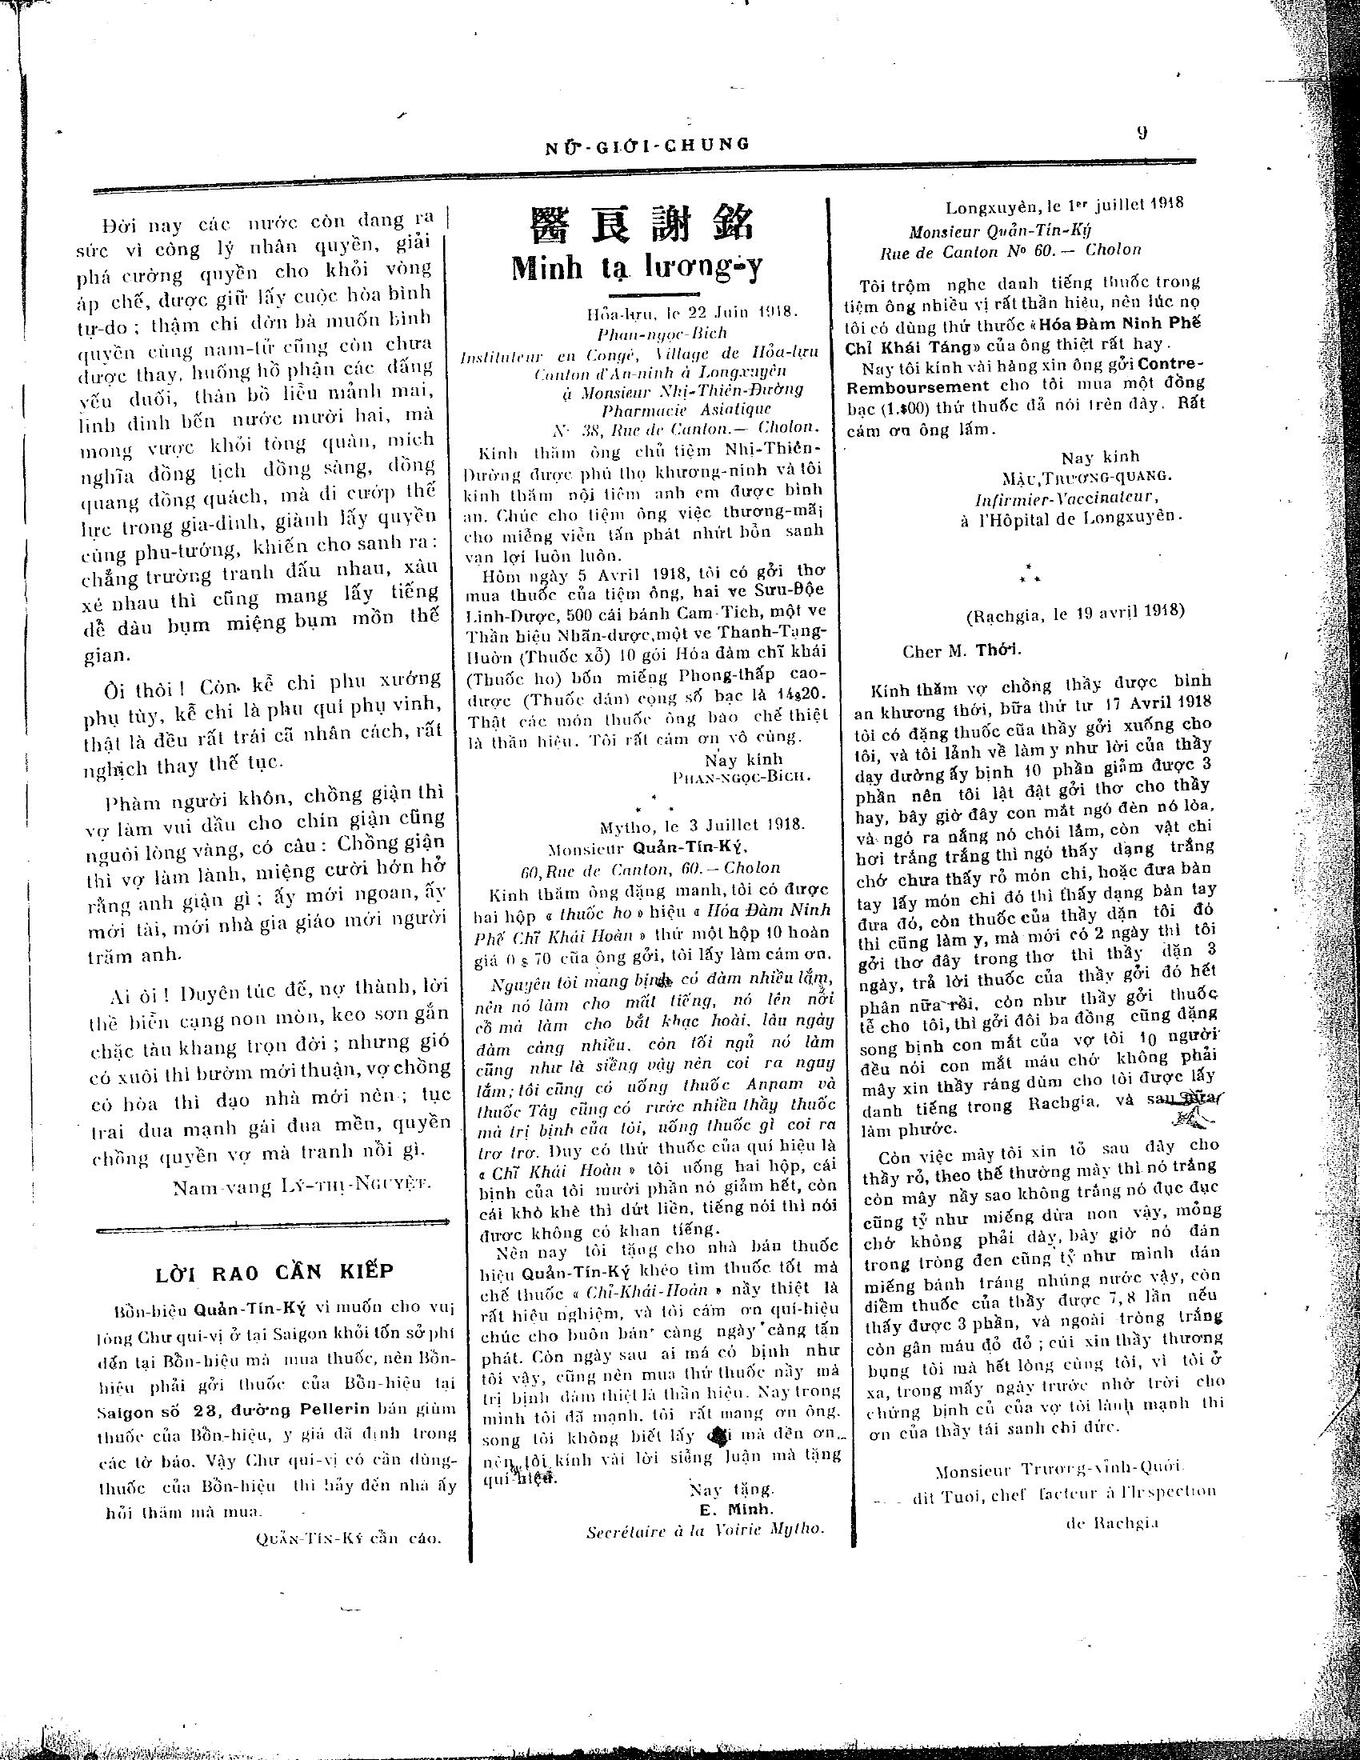 NỮ-GIỚI-CHUNG
9
Đời nay các nước còn đang ra
sức vì công lý nhân quyền, giải
phá cường quyền cho khỏi vòng
áp chế, được giữ lấy cuộc hòa bình
tự-do ; thậm chi đờn bà muốn bình
quyền cùng nam-tử cũng còn chưa
được thay, huống hồ phận các đấng
yếu duối, thân bồ liễu mảnh mai,
linh đinh bến nước mười hai, mà
mong vược khỏi tòng quàn, mích
nghĩa đồng tịch đồng sàng, đồng
quang đồng quách, mà đi cướp thế
lực trong gia-đinh, giành lấy quyền
cùng phu-tướng, khiến cho sanh ra :
chẳng trường tranh đấu nhau, xâu
xé nhau thì cũng mang lấy tiếng
dễ dàu bụm miệng bụm mồn thế
gian.
Ôi thôi ! Còn kẻ chi phu xướng
phụ tùy, kẻ chi là phu quí phụ vinh,
thật là đều rất trái cã nhân cách, rất
nghịch thay thế tục.
Phàm người khôn, chồng giận thì
vợ làm vui dầu cho chín giận cũng
nguôi lòng vàng, có câu : Chồng giận
thì vợ làm lành, miệng cười hớn hở
rằng anh giận gì ; ấy mới ngoan, ấy
mới tài, mới nhà gia giáo mới người
trăm anh.
Ai ôi ! Duyên túc đế, nợ thành, lời
thề biển cạng non mòn, keo sơn gắn
chặc tàu khang trọn đời ; nhưng gió
có xuôi thì bườm mới thuận, vợ chồng
có hòa thì đạo nhà mới nên ; tục
trai đua mạnh gái đua mền, quyền
chồng quyền vợ mà tranh nổi gì.
Nam-vang LÝ-THỊ-NGUYỆT.
LỜI RAO CẦN KIẾP
Bồn-hiệu Quản-Tín-Ký vì muốn cho vui
lòng Chư quí-vị ở tại Saigon khỏi tốn sở phí
đến tại Bồn-hiệu mà mua thuốc, nên Bồn-
hiệu phải gởi thuốc của Bồn-hiệu tại
Saigon số 23, đường Pellerin bán giùm
thuốc của Bồn-hiệu, y giá đã định trong
các tờ báo. Vậy Chư quí-vị có cần dùng-
thuốc của Bồn-hiệu thì hảy đến nhà ấy
hỏi thăm mà mua.
QUẢN-TÍN-KÝ cẩn cáo.
醫良謝銘
Minh tạ lương-y
Hỏa-lựu, le 22 Juin 1918.
Phan-ngọc-Bích
Instituteur en Congé, Village de Hỏa-lựu
Canton d'An-ninh à Longxuyên
à Monsieur Nhị-Thiên-Đường
Pharmacie Asiatique
N° 38, Rue de Canton.— Cholon.
Kính thăm ông chủ tiệm Nhị-Thiên-
Đường được phú thọ khương-ninh và tôi
kính thăm nội tiệm anh em được bình
an. Chúc cho tiệm ông việc thương-mãi
cho miễng viễn tấn phát nhứt bổn sanh
vạn lợi luôn luôn.
Hôm ngày 5 Avril 1918, tôi có gởi thơ
mua thuốc của tiệm ông, hai ve Sưu-Độc
Linh-Dược, 500 cái bánh Cam-Tích, một ve
Thần hiệu Nhãn-dược, một ve Thanh-Tạng-
Huờn (Thuốc xổ) 10 gói Hóa đàm chĩ khái
(Thuốc ho) bốn miếng Phong-thấp cao-
dược (Thuốc dán) cọng số bạc là 14$20.
Thật các món thuốc ông bào chế thiệt
là thần hiệu. Tôi rất cám ơn vô cùng.
Nay kính
PHAN-NGỌC-BÍCH.
Mytho, le 3 Juillet 1918.
Monsieur Quản-Tín-Ký,
60, Rue de Canton, 60.— Cholon
Kính thăm ông đặng mạnh, tôi có được
hai hộp « thuốc ho » hiệu « Hóa Đàm Ninh
Phế Chĩ Khái Hoàn » thứ một hộp 10 hoàn
giá 0 $ 70 của ông gởi, tôi lấy làm cám ơn.
Nguyên tôi mang bịnh có đàm nhiều lắm,
nên nó làm cho mất tiếng, nó lên nổi
cổ mà làm cho bắt khạc hoài, lâu ngày
đàm càng nhiều, còn tối ngủ nó làm
cũng như là siềng vậy nên coi ra nguy
lắm ; tôi cũng có uống thuốc Annam và
thuốc Tây cũng có rước nhiều thầy thuốc
mà trị bịnh của tôi, uống thuốc gì coi ra
trơ trơ. Duy có thử thuốc của quí hiệu là
« Chĩ Khái Hoàn » tôi uống hai hộp, cái
bịnh của tôi mười phần nó giảm hết, còn
cái khò khè thì dứt liền, tiếng nói thì nói
được không có khan tiếng.
Nên nay tôi tặng cho nhà bán thuốc
hiệu Quản-Tín-Ký khéo tìm thuốc tốt mà
chế thuốc « Chỉ-Khái-Hoàn » nầy thiệt là
rất hiệu nghiệm, và tôi cám ơn quí-hiệu
chúc cho buôn bán càng ngày càng tấn
phát. Còn ngày sau ai má có bịnh như
tôi vậy, cũng nên mua thứ thuốc nầy mà
trị bịnh đàm thiệt là thần hiệu. Nay trong
mình tôi đã mạnh, tôi rất mang ơn ông,
song tôi không biết lấy mà đền ơn
nên tôi kính vài lời siểng luận mà tặng
quí hiệu.
Nay tặng.
E. Minh.
Secrétaire à la Voirie Mytho.
Longxuyên, le 1er juillet 1918
Monsieur Quản-Tín-Ký
Rue de Canton N° 60.— Cholon
Tôi trộm nghe danh tiếng thuốc trong
tiệm ông nhiều vị rất thần hiêu, nên lúc nọ
tôi có dùng thử thuốc «Hóa Đàm Ninh Phế
Chỉ Khái Táng» của ông thiệt rất hay.
Nay tôi kính vài hàng xin ông gởi Contre-
Remboursement cho tôi mua một đồng
bạc (1.$00) thứ thuốc đả nói trên đây. Rất
cám ơn ông lắm.
Nay kính
MẬU, TRƯƠNG-QUANG.
Infirmier-Vaccinateur,
à l'Hôpital de Longxuyên.
(Rạchgia, le 19 avril 1918)
Cher M. Thới.
Kính thăm vợ chồng thầy được bình
an khương thới, bữa thứ tư 17 Avril 1918
tôi có đặng thuốc của thầy gởi xuống cho
tôi, và tôi lảnh về làm y như lời của thầy
dạy dường ấy bịnh 10 phần giảm được 3
phần nên tôi lật đật gởi thơ cho thầy
hay, bây giờ đây con mắt ngó đèn nó lòa,
và ngó ra nắng nó chói lắm, còn vật chi
hơi trắng trắng thì ngó thấy dạng trắng
chớ chưa thấy rỏ món chi, hoặc đưa bàn
tay lấy món chi đó thì thấy dạng bàn tay
đưa đó, còn thuốc của thầy dặn tôi đó
thì cũng làm y, mà mới có 2 ngày thì tôi
gởi thơ đây trong thơ thì thầy dặn 3
ngày, trả lời thuốc của thầy gởi đó hết
phân nữa rồi, còn như thầy gởi thuốc
tể cho tôi, thì gởi đôi ba đồng cũng đặng
song bịnh con mắt của vợ tôi 10 người
đều nói con mắt máu chớ không phải
mây xin thầy ráng dùm cho tôi được lấy
danh tiếng trong Rachgia, và sau nữa
làm phước.
Còn việc mây tôi xin tỏ sau đây cho
thầy rỏ, theo thế thường mây thì nó trắng
còn mây nầy sao không trắng nó đục đục
cũng tỷ như miếng dừa non vậy, mỏng
chớ không phải dày, bây giờ nó đán
trong tròng đen cũng tỷ như mình dán
miếng bánh tráng nhúng nước vậy, còn
điểm thuốc của thầy được 7, 8 lần nếu
thấy được 3 phần, và ngoài tròng trắng
còn gân máu đỏ đỏ ; cúi xin thầy thương
bụng tôi mà hết lòng cùng tôi, vì tôi ở
xa, trong mấy ngày trước nhờ trời cho
chứng bịnh củ của vợ tôi lành mạnh thì
ơn của thầy tái sanh chi đức.
Monsieur Trương-vĩnh-Quới
dit Tuoi, chef facteur à l'Irspection
de Rachgia